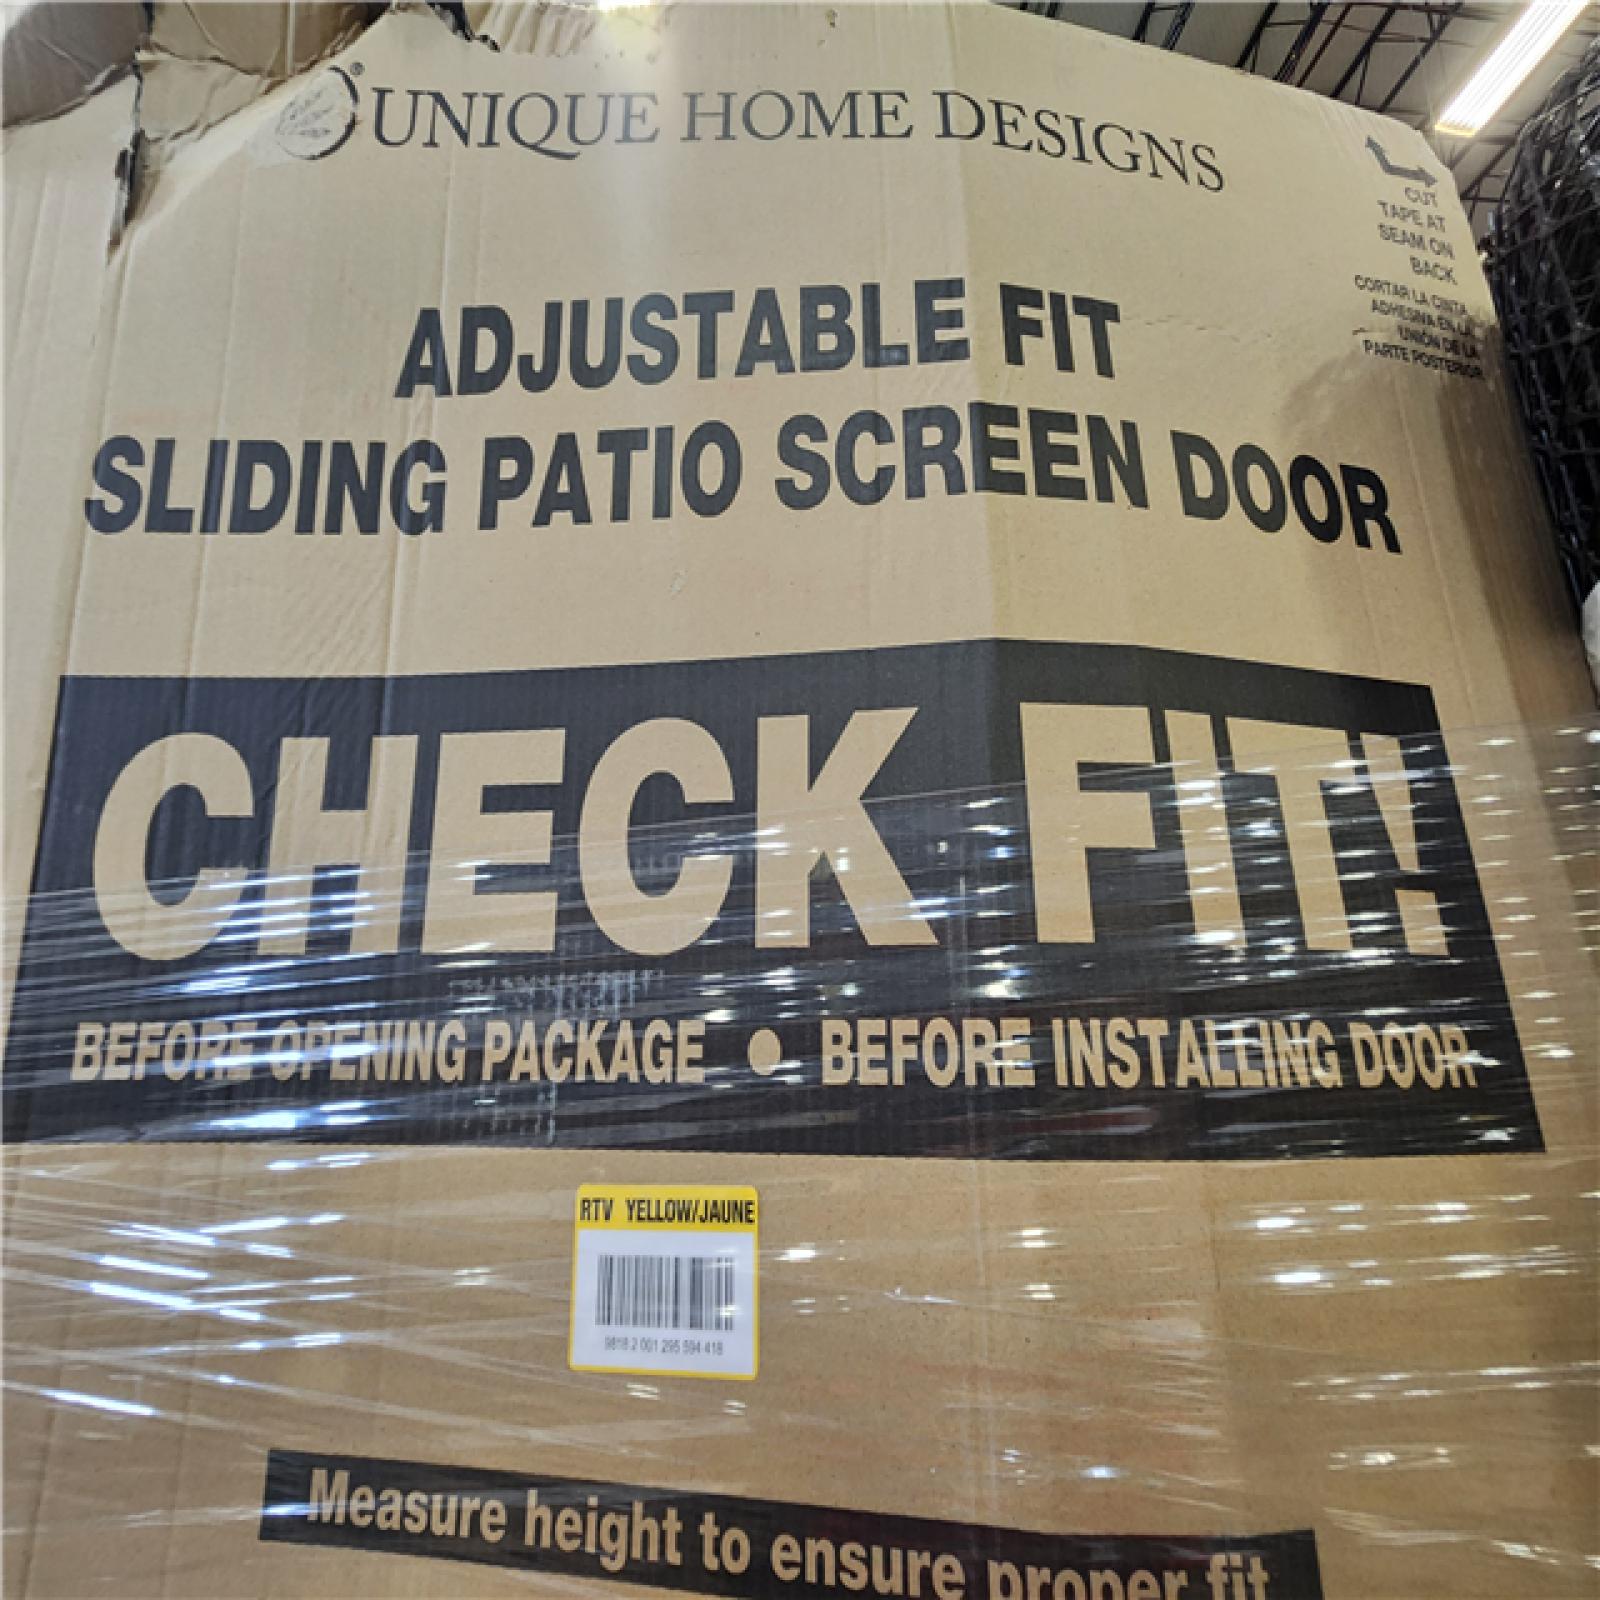 ® UNIQUE HOME DESIGNS
CUT
TAPE AT
SEAM ON
BACK
CORTAR LA CINTA
ADHESIVA EN LA
UNIÓN DE LA
PARTE POSTERIOR
ADJUSTABLE FIT
SLIDING PATIO SCREEN DOOR
CHECK FIT!
BEFORE OPENING PACKAGE • BEFORE INSTALLING DOOR
RTV YELLOW/JAUNE
9818 2 001 295 594 418
Measure height to ensure proper fit